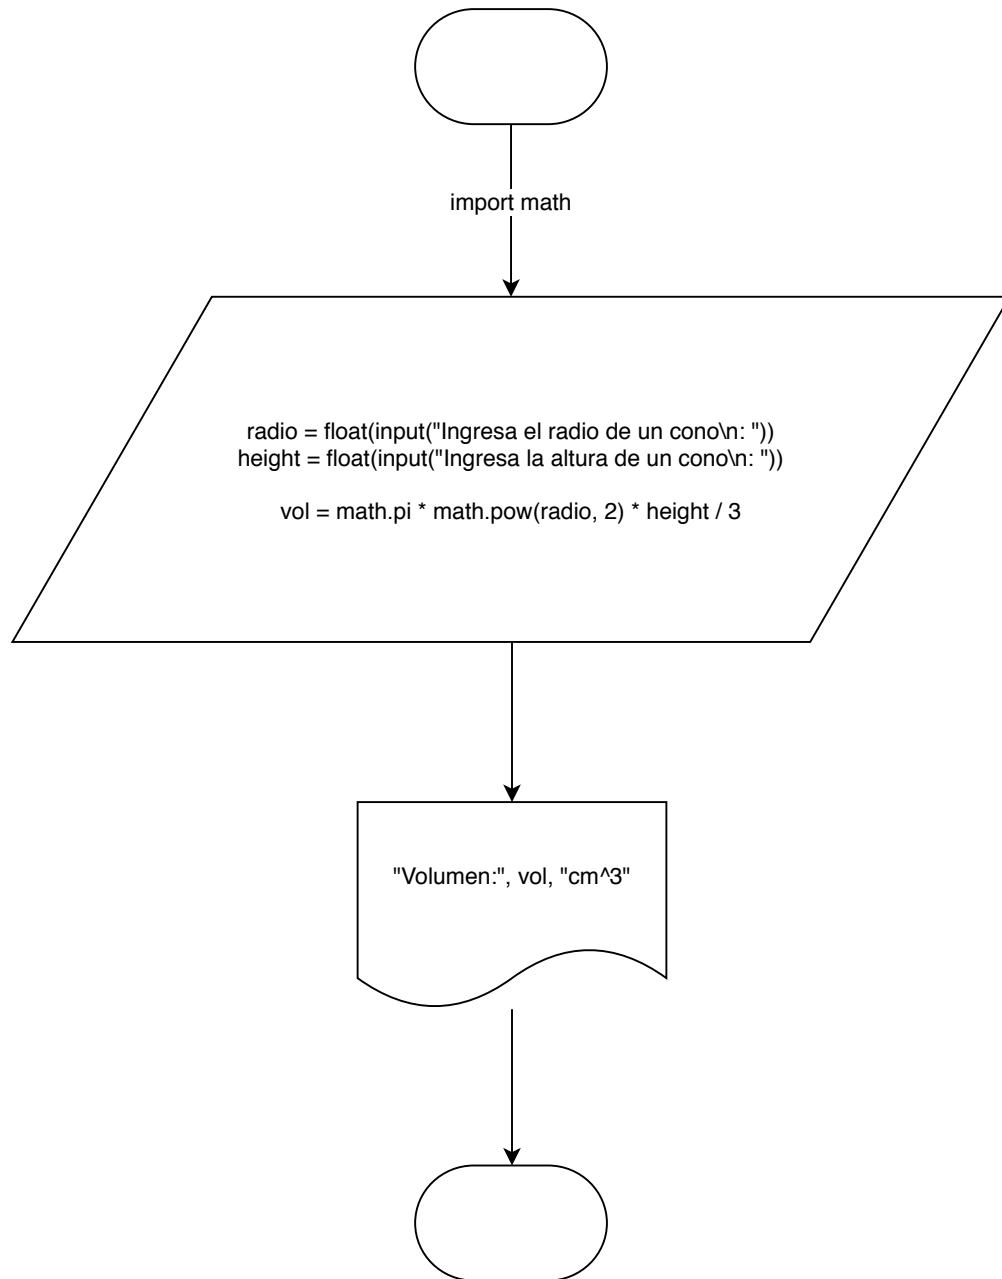 import math
radio = float(input("Ingresa el radio de un cono\n: "))
height = float(input("Ingresa la altura de un cono\n: "))
vol = math.pi * math.pow(radio, 2) * height / 3
"Volumen:", vol, "cm^3"